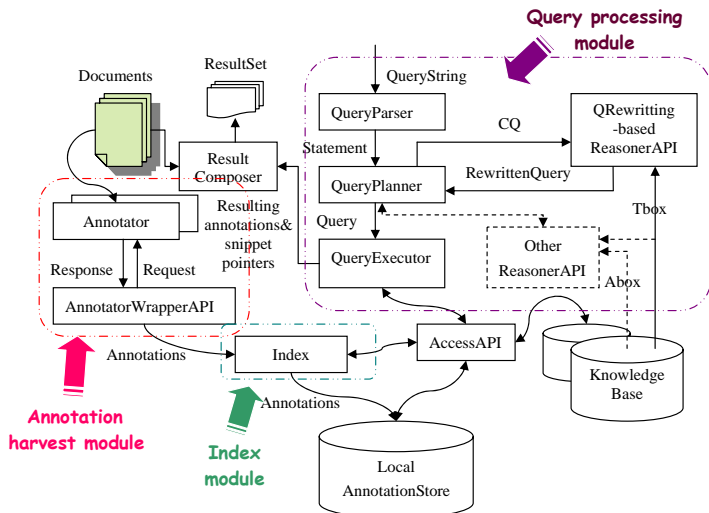 Query processing
module
Documents
ResultSet
QueryString
QueryParser
QRewritting
-based
ReasonerAPI
CQ
Statement
Result
Composer
QueryPlanner
RewrittenQuery
Annotator
Resulting
annotations&
snippet
pointers
Query
Tbox
QueryExecutor
Other
ReasonerAPI
Response
Request
Abox
AnnotatorWrapperAPI
Annotations
Index
AccessAPI
Knowledge
Base
Annotations
Annotation
harvest module
Index
module
Local
AnnotationStore